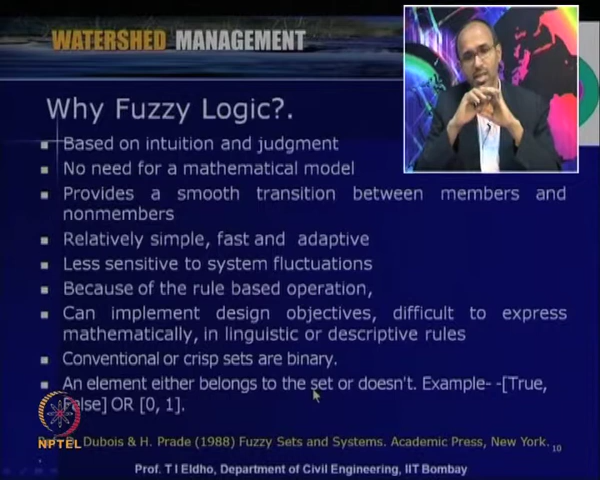 WATERSHED MANAGEMENT
Why Fuzzy Logic?.
Based on intuition and judgment
No need for a mathematical model
Provides a smooth transition between members and
nonmembers
Relatively simple, fast and adaptive
Less sensitive to system fluctuations
Because of the rule based operation,
Can implement design objectives, difficult to express
mathematically, in linguistic or descriptive rules
Conventional or crisp sets are binary.
An element either belongs to the set or doesn't. Example- -[True,
False] OR [0, 1].
Dubois & H. Prade (1988) Fuzzy Sets and Systems. Academic Press, New York.
10
NPTEL
Prof. T I Eldho, Department of Civil Engineering, IIT Bombay